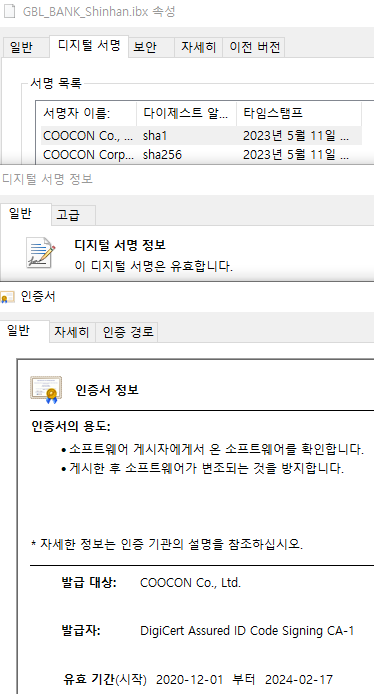 GBL_BANK_Shinhan.ibx 속성
일반 디지털 서명 보안 자세히 이전 버전
서명 목록
서명자 이름: 다이제스트 알... 타임스탬프
COOCON Co., ... sha1 2023년 5월 11일 ...
COOCON Corp... sha256 2023년 5월 11일 ...
디지털 서명 정보
일반 고급
디지털 서명 정보
이 디지털 서명은 유효합니다.
인증서
일반 자세히 인증 경로
인증서 정보
인증서의 용도:
• 소프트웨어 게시자에게서 온 소프트웨어를 확인합니다.
• 게시한 후 소프트웨어가 변조되는 것을 방지합니다.
* 자세한 정보는 인증 기관의 설명을 참조하십시오.
발급 대상: COOCON Co., Ltd.
발급자: DigiCert Assured ID Code Signing CA-1
유효 기간(시작) 2020-12-01 부터 2024-02-17